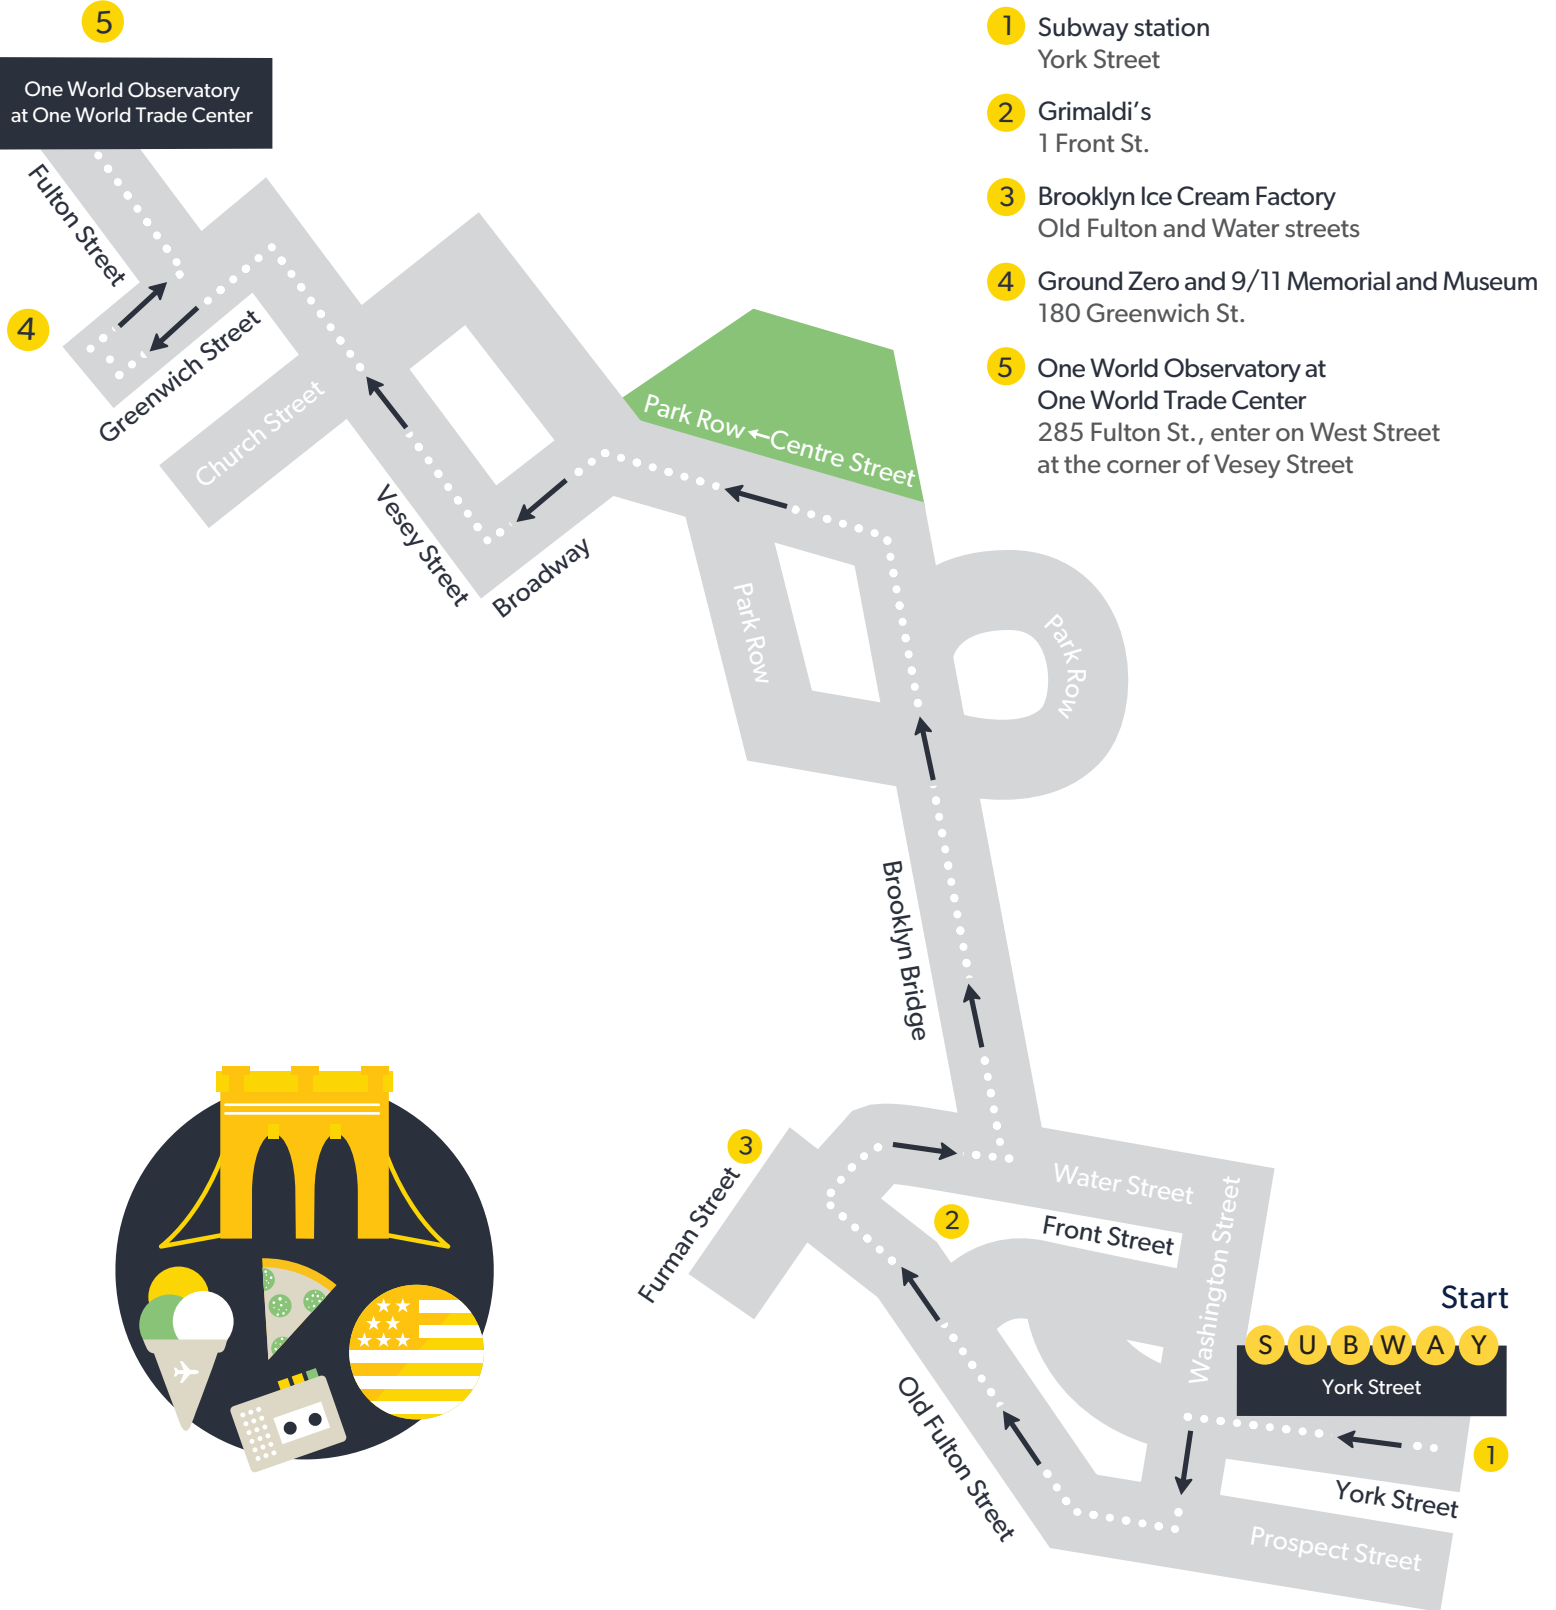 5
One World Observatory
at One World Trade Center
1
Subway station
York Street
2
Grimaldi's
1 Front St.
3
Brooklyn Ice Cream Factory
Old Fulton and Water streets
4
Ground Zero and 9/11 Memorial and Museum
180 Greenwich St.
5
One World Observatory at
One World Trade Center
285 Fulton St., enter on West Street
at the corner of Vesey Street
Fulton Street
4
Greenwich Street
Church Street
Vesey Street
Broadway
Park Row←Centre Street
Park Row
Park Row
Brooklyn Bridge
3
Furman Street
Water Street
2
Front Street
Washington Street
Start
SUBWAY
York Street
1
York Street
Old Fulton Street
Prospect Street